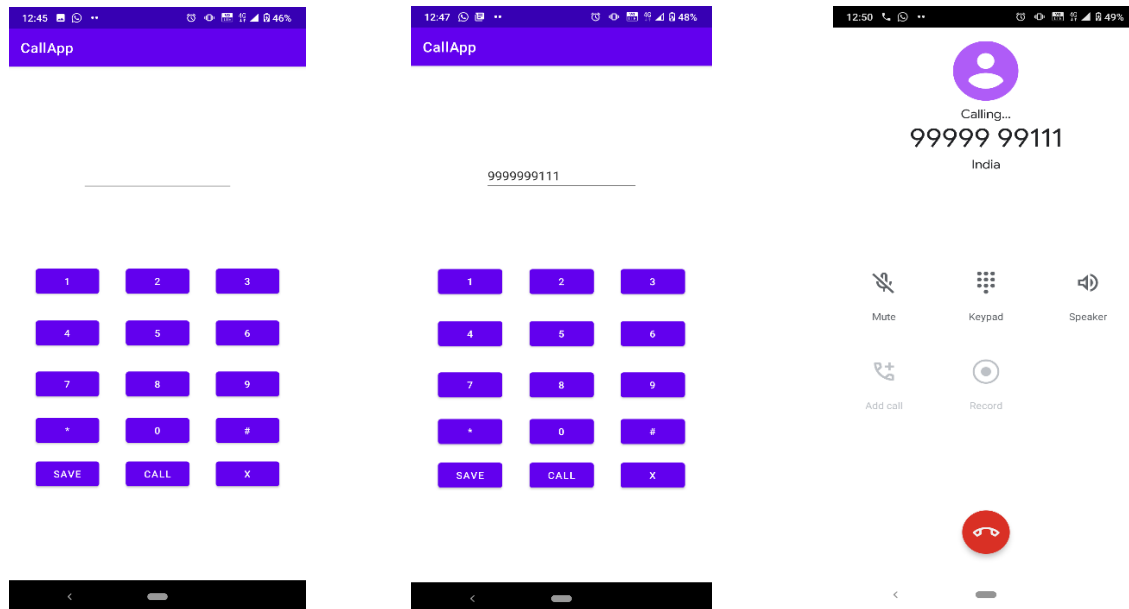 12:45 46%
CallApp
1 2 3
4 5 6
7 8 9
* 0 #
SAVE CALL X
12:47 48%
CallApp
9999999111
1 2 3
4 5 6
7 8 9
* 0 #
SAVE CALL X
12:50 49%
Calling...
99999 99111
India
Mute Keypad Speaker
Add call Record